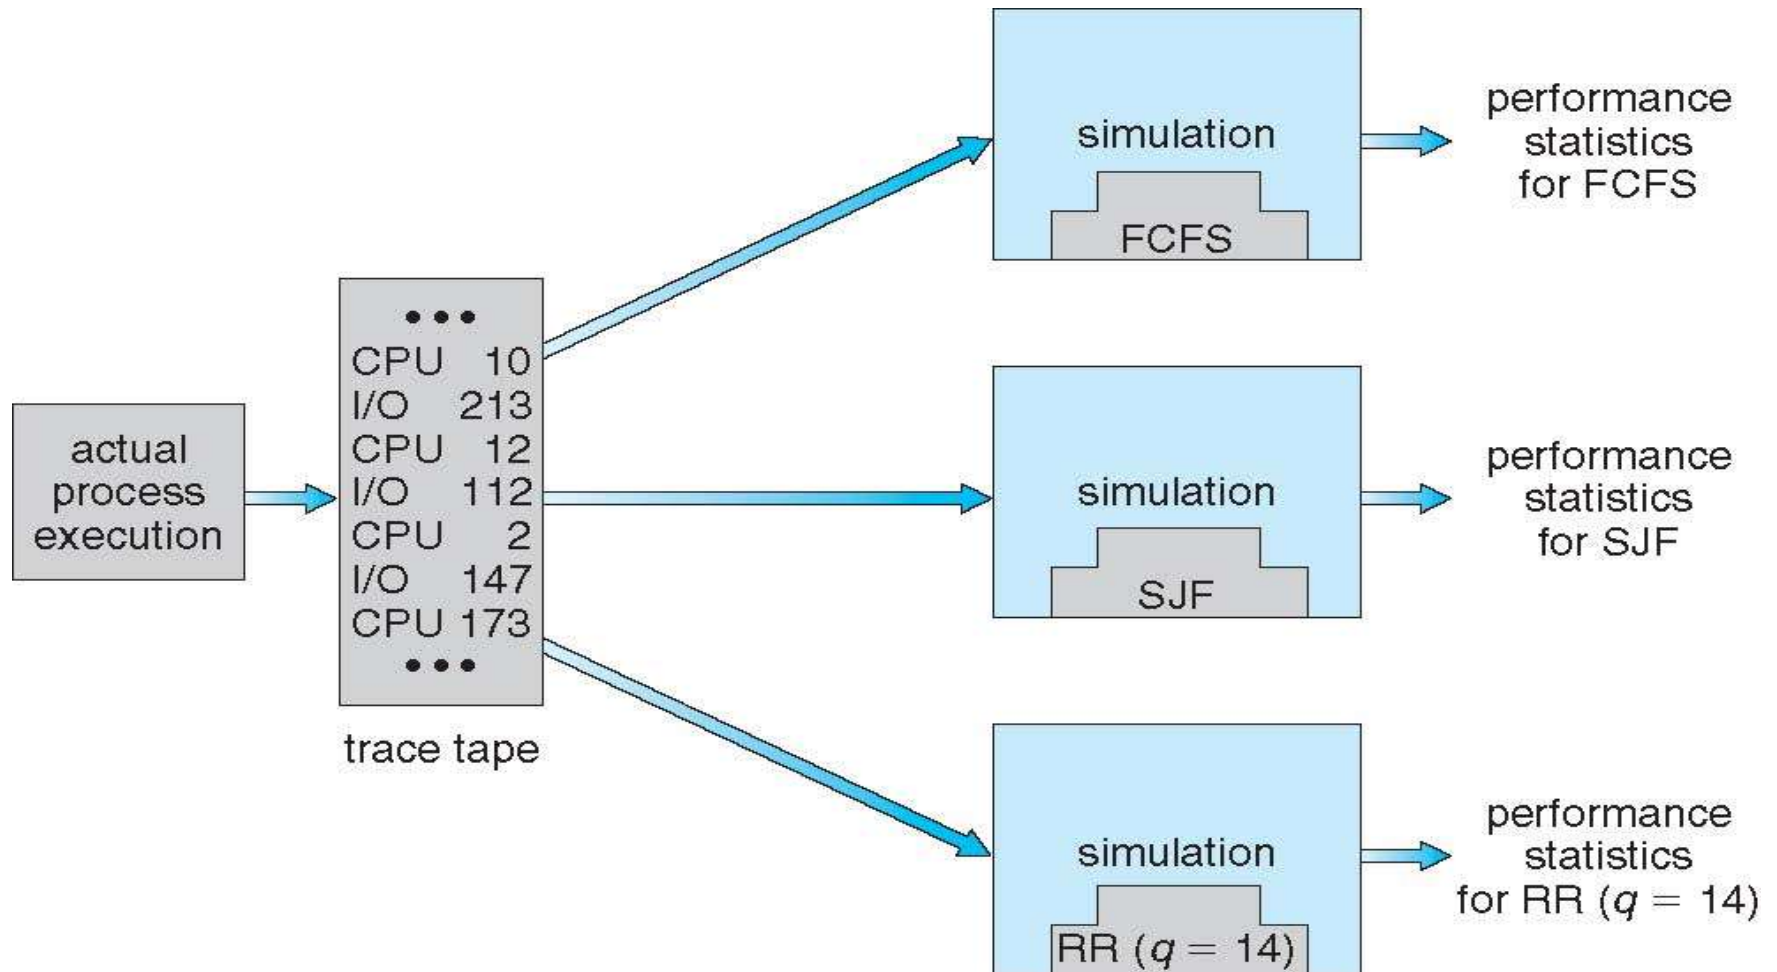 actual
process
execution
• • •
CPU 10
I/O 213
CPU 12
I/O 112
CPU 2
I/O 147
CPU 173
• • •
trace tape
simulation
FCFS
performance
statistics
for FCFS
simulation
SJF
performance
statistics
for SJF
simulation
RR (q = 14)
performance
statistics
for RR (q = 14)